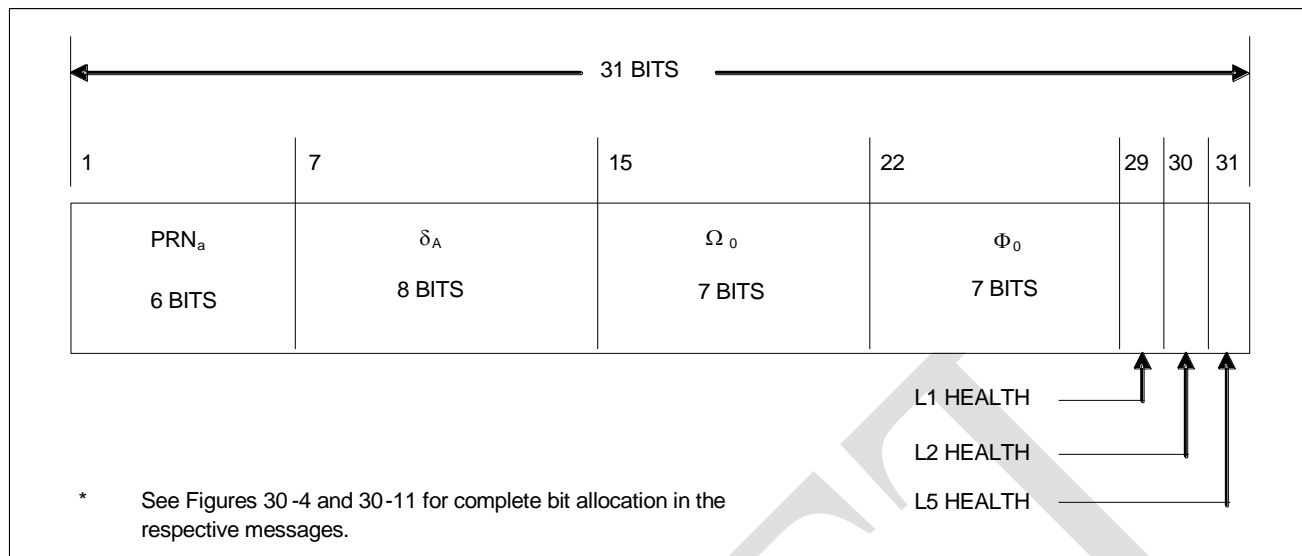 31 BITS
1 7 15 22 29 30 31
PRNa δA Ω0 Φ0
6 BITS 8 BITS 7 BITS 7 BITS
L1 HEALTH
L2 HEALTH
L5 HEALTH
* See Figures 30-4 and 30-11 for complete bit allocation in the
respective messages.